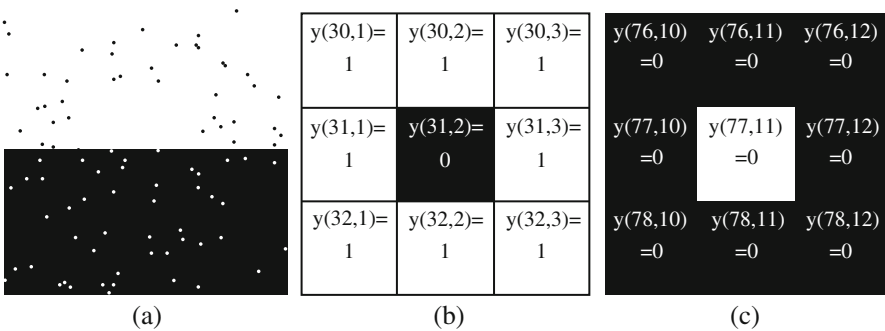 y(30,1)= y(30,2)= y(30,3)=
1 1 1
y(31,1)= y(31,2)= y(31,3)=
1 0 1
y(32,1)= y(32,2)= y(32,3)=
1 1 1
y(76,10) y(76,11) y(76,12)
=0 =0 =0
y(77,10) y(77,11) y(77,12)
=0 =0 =0
y(78,10) y(78,11) y(78,12)
=0 =0 =0
(a) (b) (c)